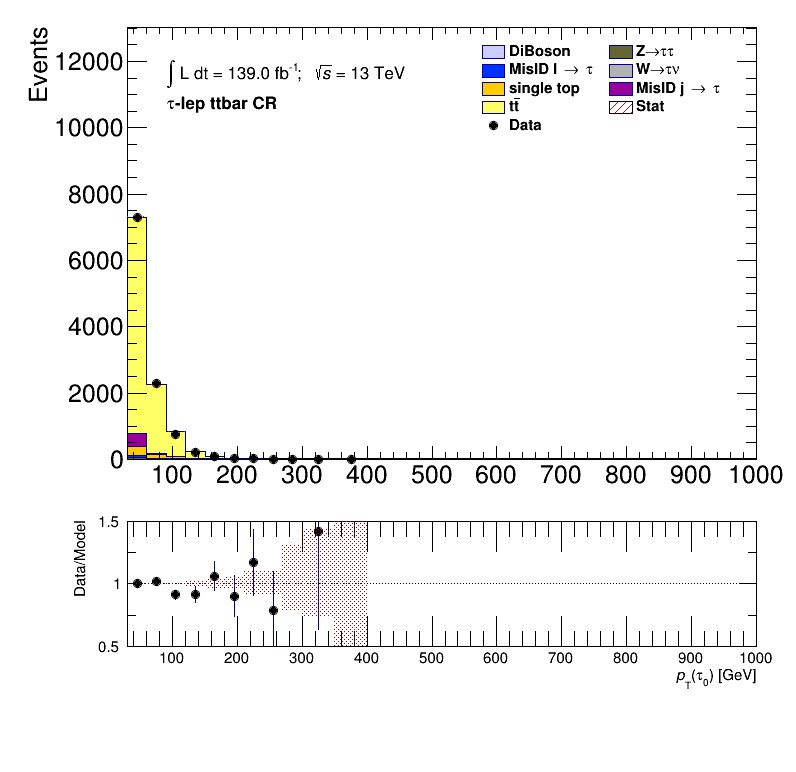 Events
∫ L dt = 139.0 fb⁻¹; √s = 13 TeV
τ-lep ttbar CR
DiBoson
MisID l → τ
single top
tt̄
Data
Z→ττ
W→τν
MisID j → τ
Stat
12000
10000
8000
6000
4000
2000
0
100 200 300 400 500 600 700 800 900 1000
Data/Model
1.5
1
0.5
100 200 300 400 500 600 700 800 900 1000
p_T(τ₀) [GeV]